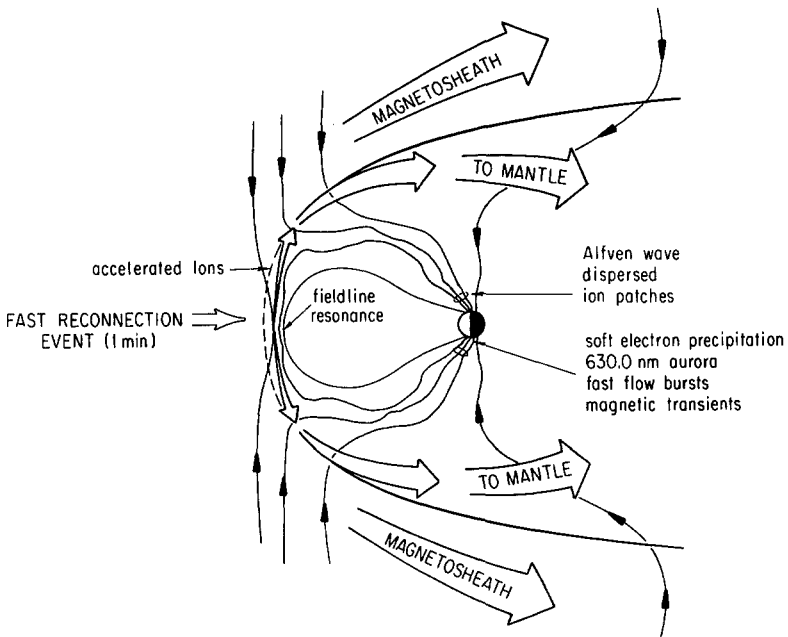 MAGNETOSHEATH
TO MANTLE
accelerated Ions
fieldline
resonance
Alfven wave
dispersed
ion patches
FAST RECONNECTION
EVENT (1 min)
soft electron precipitation
630.0 nm aurora
fast flow bursts
magnetic transients
TO MANTLE
MAGNETOSHEATH